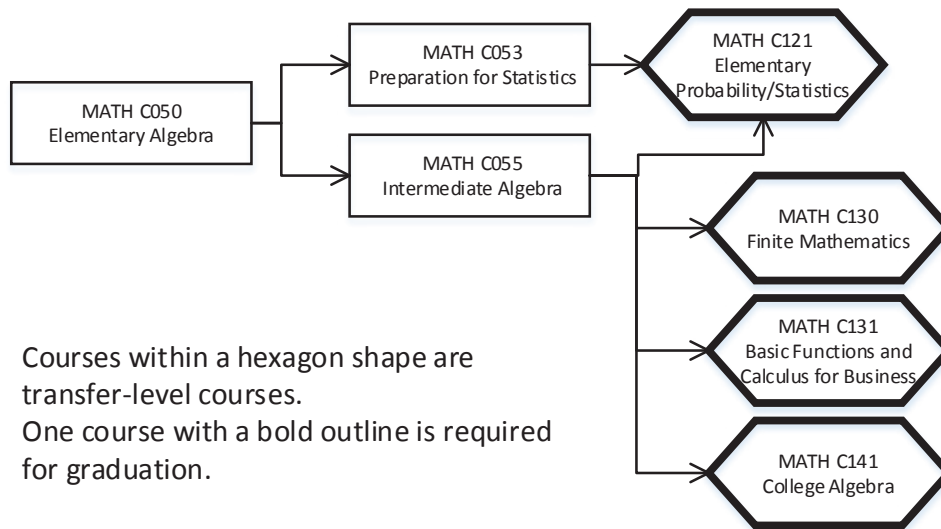 MATH C053
Preparation for Statistics
MATH C121
Elementary
Probability/Statistics
MATH C050
Elementary Algebra
MATH C055
Intermediate Algebra
MATH C130
Finite Mathematics
MATH C131
Basic Functions and
Calculus for Business
Courses within a hexagon shape are
transfer-level courses.
One course with a bold outline is required
for graduation.
MATH C141
College Algebra